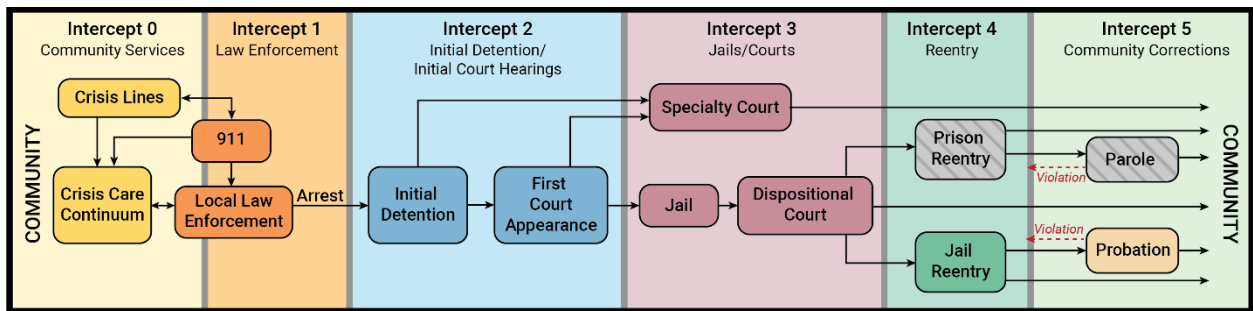 Intercept 0
Community Services
Intercept 1
Law Enforcement
Intercept 2
Initial Detention/
Initial Court Hearings
Intercept 3
Jails/Courts
Intercept 4
Reentry
Intercept 5
Community Corrections
COMMUNITY
Crisis Lines
911
Crisis Care
Continuum
Local Law
Enforcement
Arrest
Initial
Detention
First
Court
Appearance
Specialty Court
Jail
Dispositional
Court
Prison
Reentry
Violation
Parole
Jail
Reentry
Violation
Probation
COMMUNITY